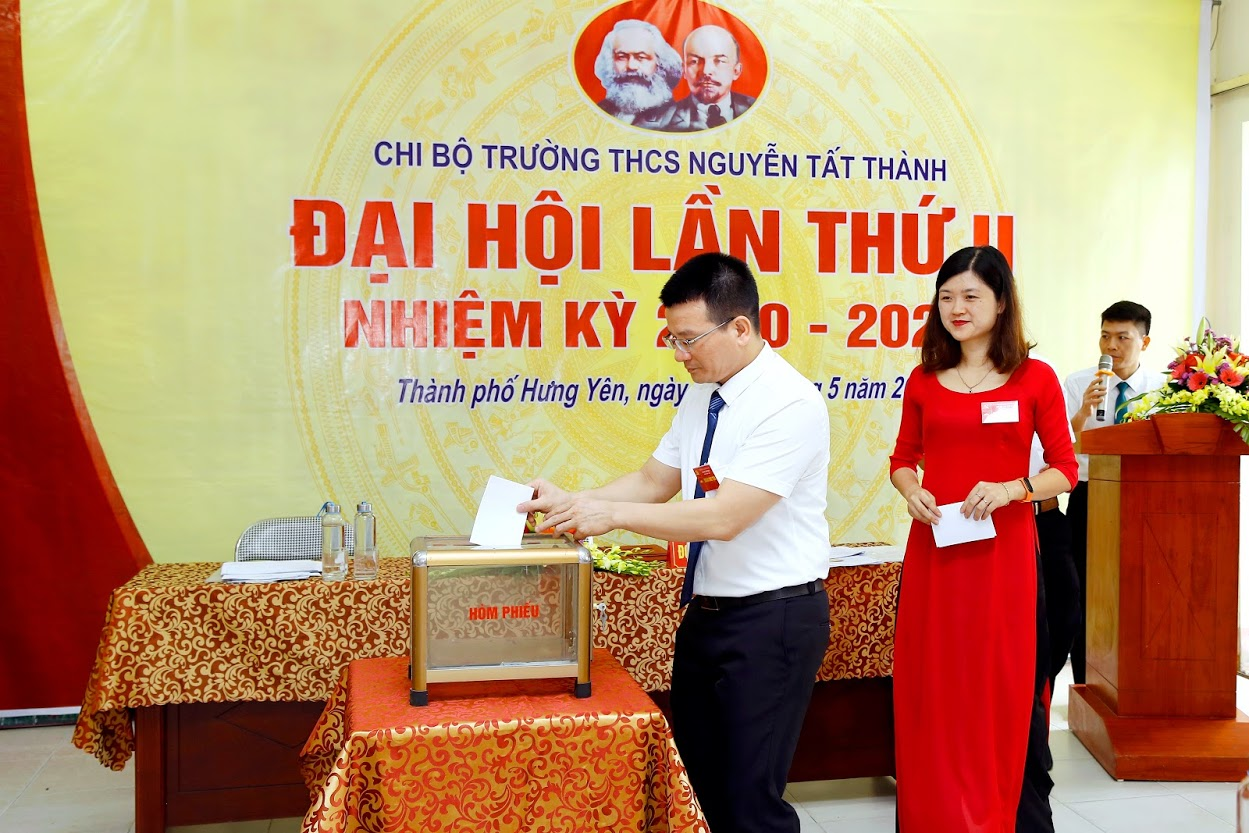 CHI BỘ TRƯỜNG THCS NGUYỄN TẤT THÀNH
ĐẠI HỘI LẦN THỨ II
NHIỆM KỲ - 
Thành phố Hưng Yên, ngày 5 năm
HÒM PHIẾU